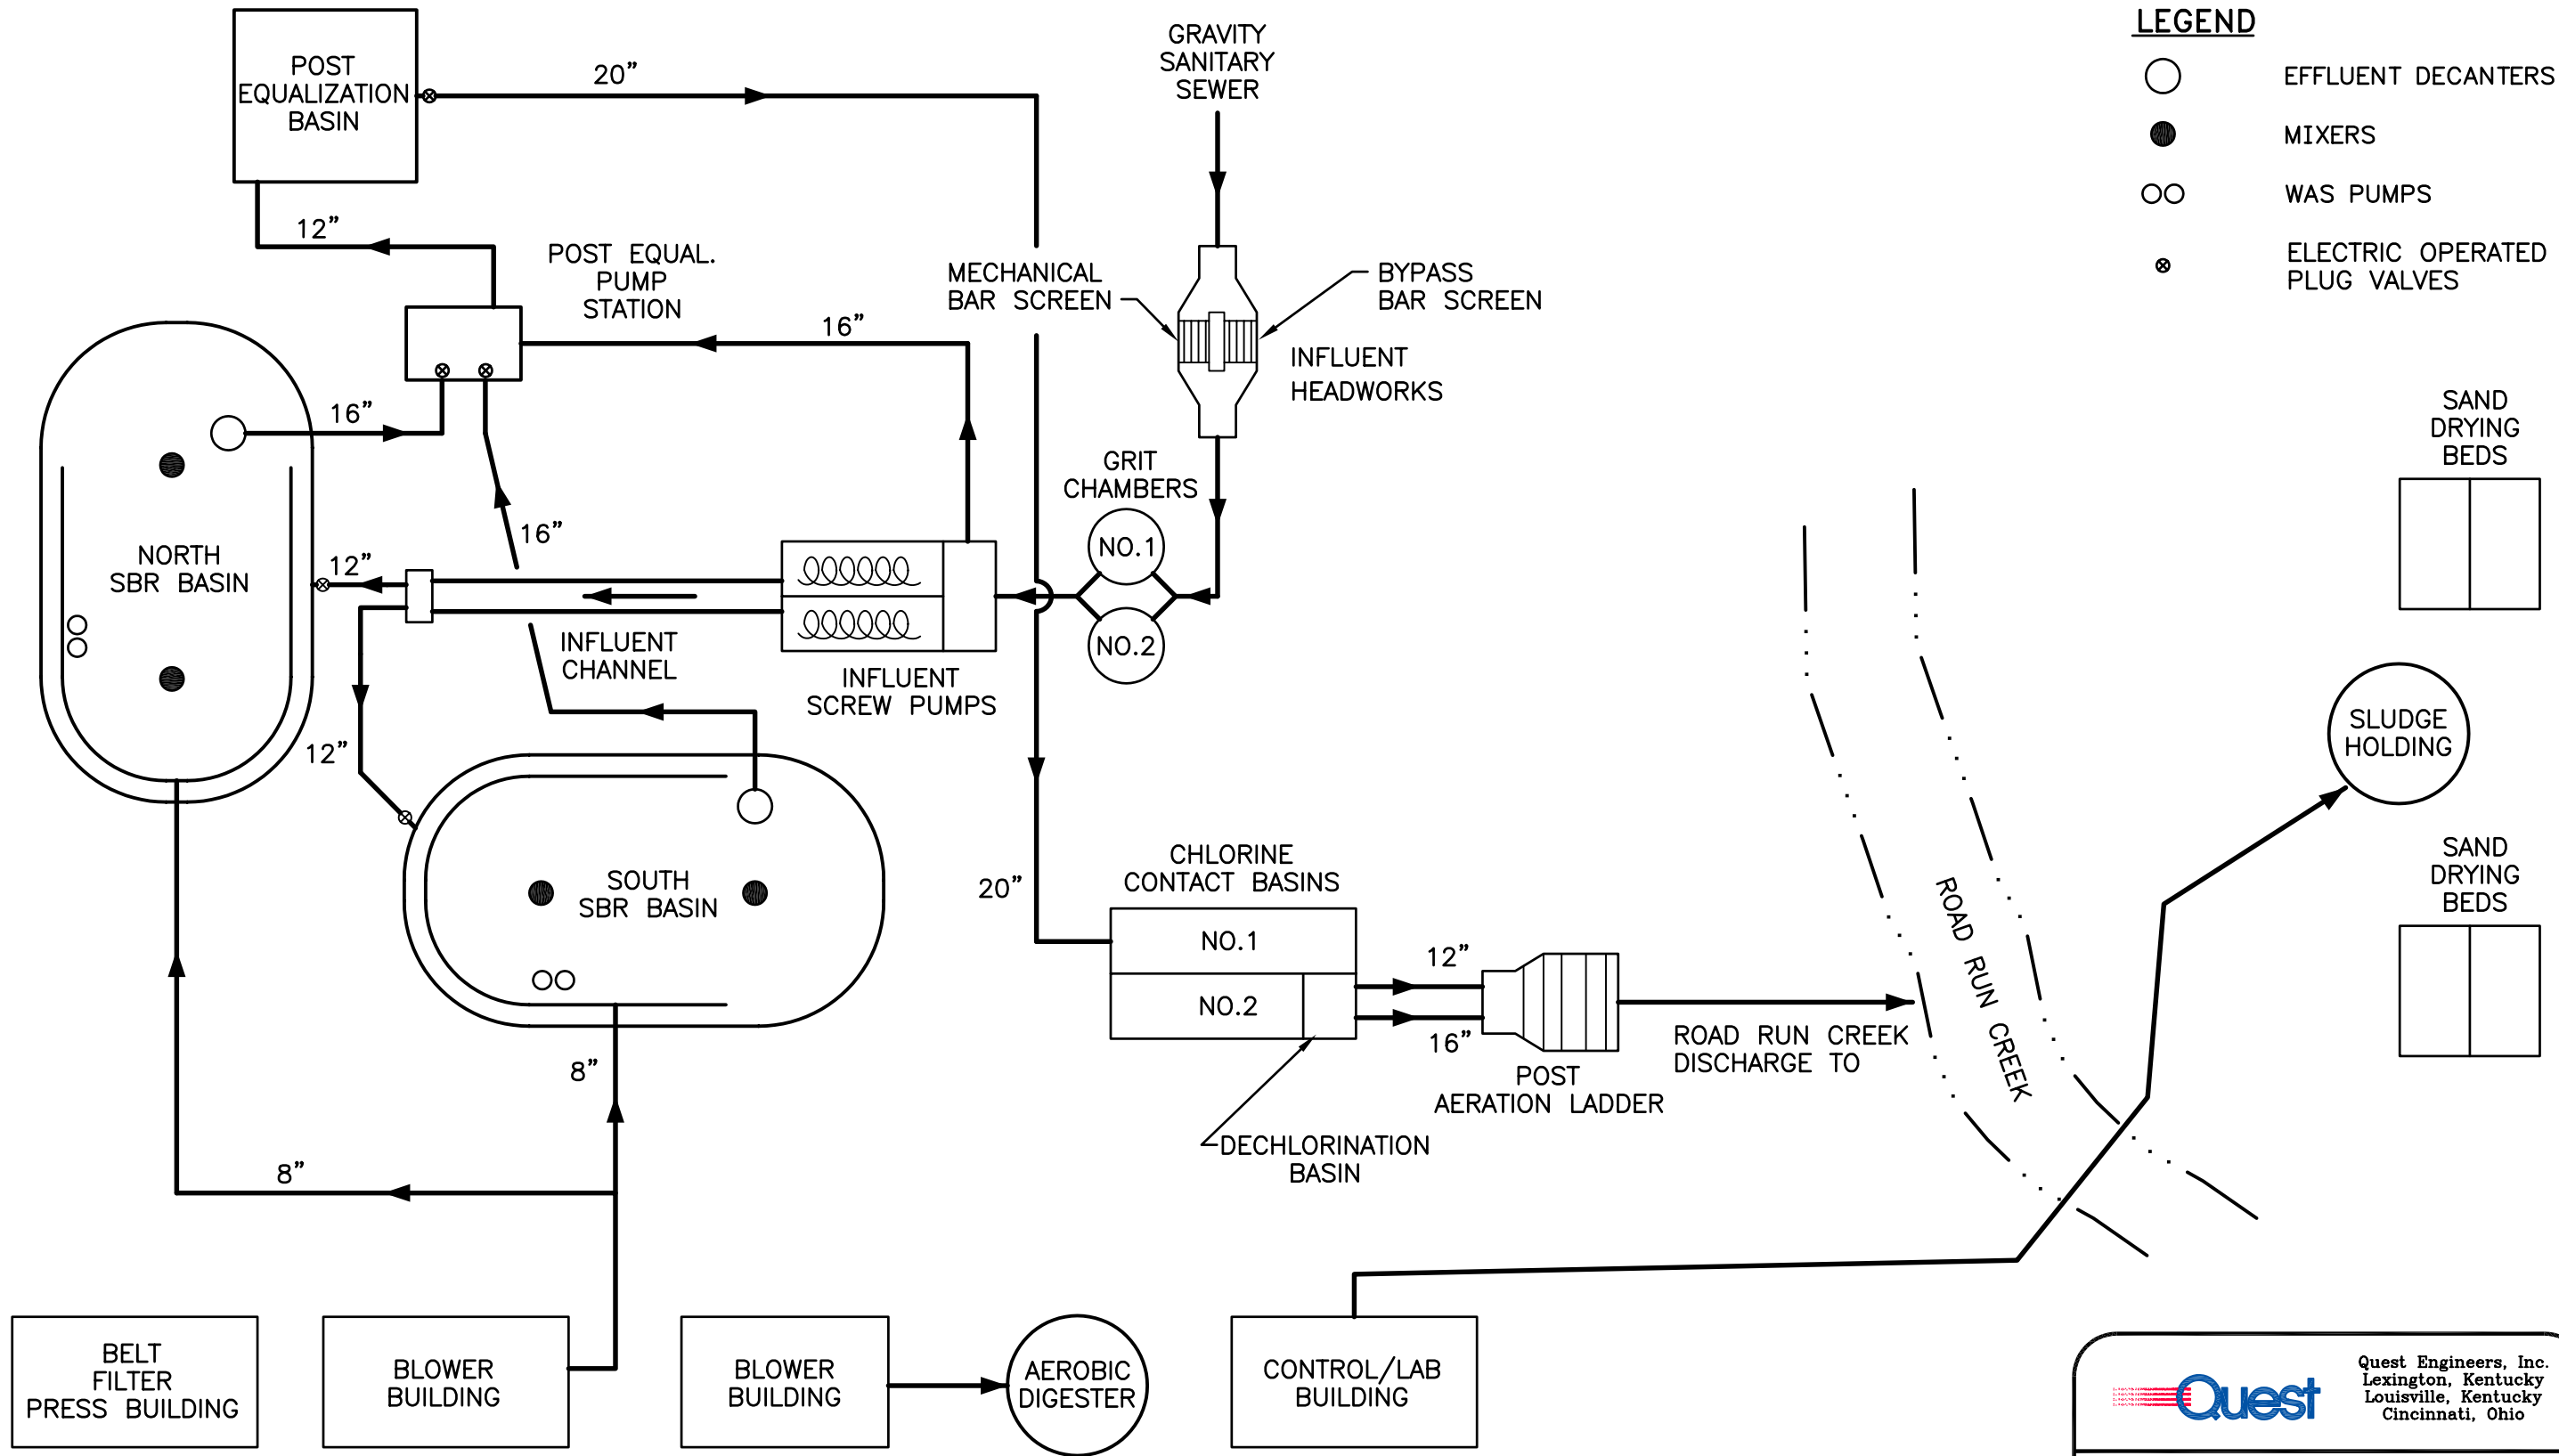 POST
EQUALIZATION
BASIN
20”
GRAVITY
SANITARY
SEWER
LEGEND
EFFLUENT DECANTERS
MIXERS
WAS PUMPS
ELECTRIC OPERATED
PLUG VALVES
12”
POST EQUAL.
PUMP
STATION
MECHANICAL
BAR SCREEN
BYPASS
BAR SCREEN
16”
INFLUENT
HEADWORKS
16”
SAND
DRYING
BEDS
GRIT
CHAMBERS
16”
NO.1
NO.2
NORTH
SBR BASIN
12”
INFLUENT
CHANNEL
INFLUENT
SCREW PUMPS
12”
SLUDGE
HOLDING
SAND
DRYING
BEDS
SOUTH
SBR BASIN
20”
CHLORINE
CONTACT BASINS
NO.1
NO.2
12”
16”
ROAD RUN CREEK
ROAD RUN CREEK
DISCHARGE TO
POST
AERATION LADDER
DECHLORINATION
BASIN
8”
8”
BELT
FILTER
PRESS BUILDING
BLOWER
BUILDING
BLOWER
BUILDING
AEROBIC
DIGESTER
CONTROL/LAB
BUILDING
Quest
Quest Engineers, Inc.
Lexington, Kentucky
Louisville, Kentucky
Cincinnati, Ohio